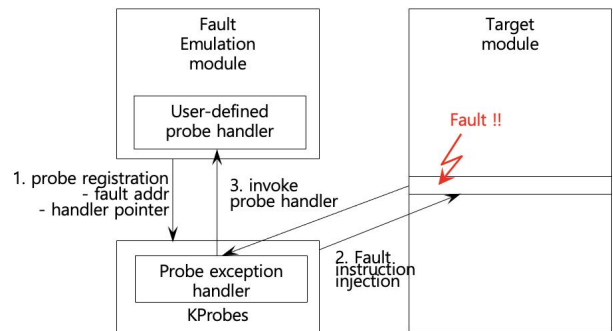 Fault
Emulation
module
User-defined
probe handler
Target
module
Fault !!
1. probe registration
- fault addr
- handler pointer
3. invoke
probe handler
2. Fault
instruction
injection
Probe exception
handler
KProbes